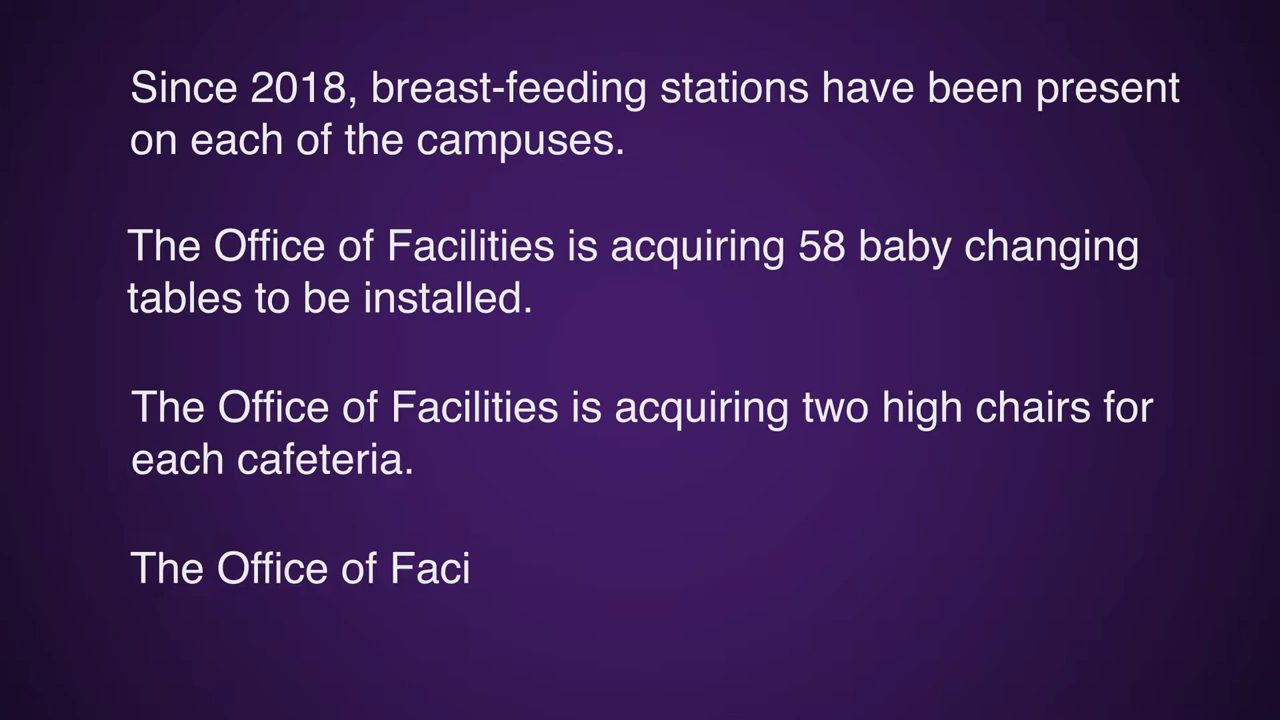 Since 2018, breast-feeding stations have been present
on each of the campuses.
The Office of Facilities is acquiring 58 baby changing
tables to be installed.
The Office of Facilities is acquiring two high chairs for
each cafeteria.
The Office of Faci